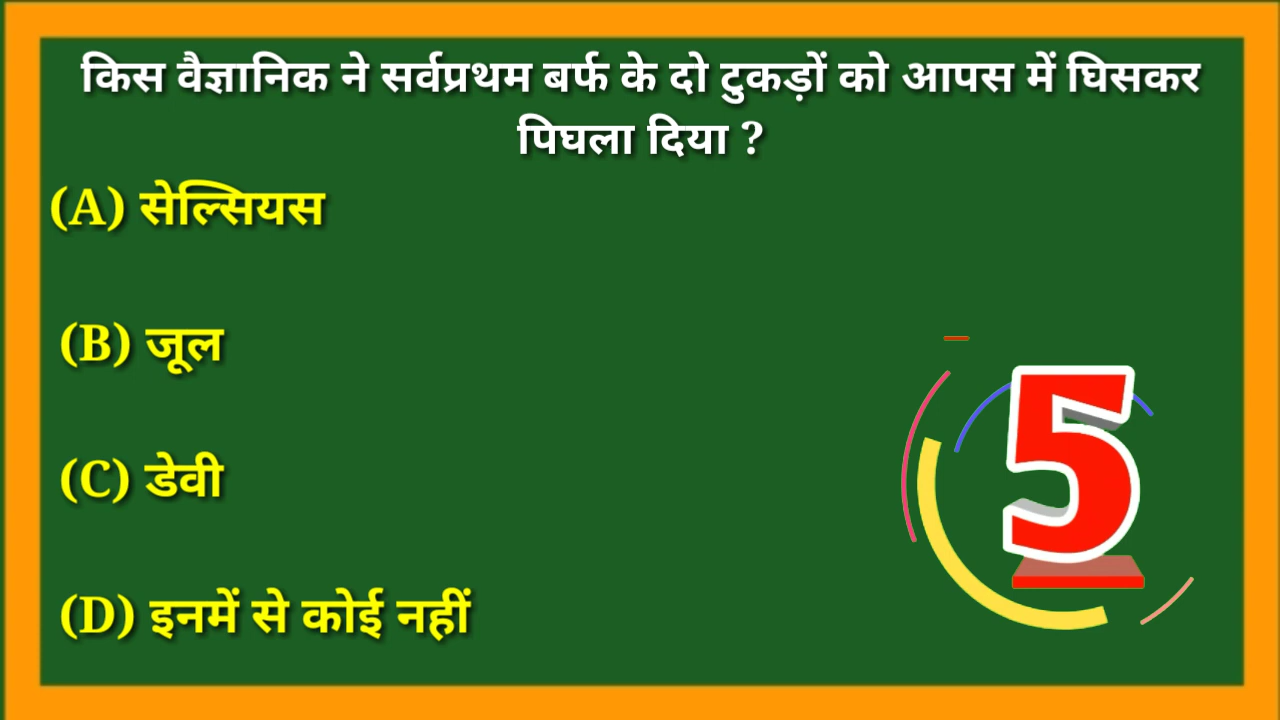 किस वैज्ञानिक ने सर्वप्रथम बर्फ के दो टुकड़ों को आपस में घिसकर
पिघला दिया ?
(A) सेल्सियस
(B) जूल
(C) डेवी
(D) इनमें से कोई नहीं
5